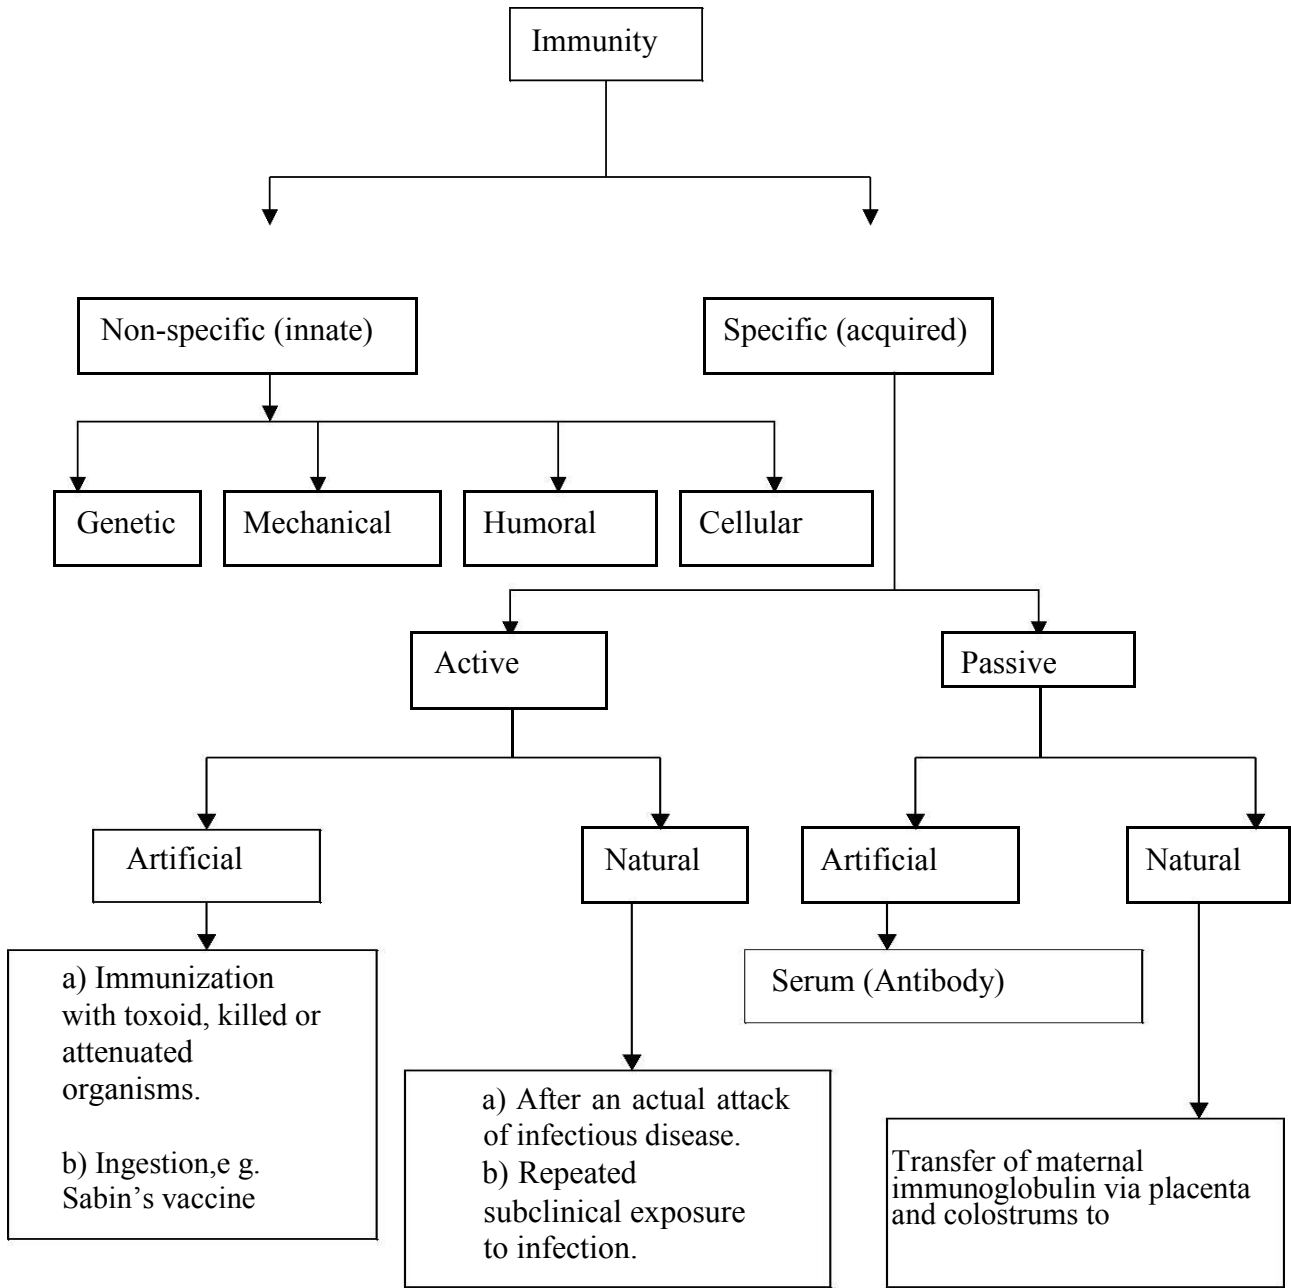 Immunity
Non-specific (innate)
Specific (acquired)
Genetic
Mechanical
Humoral
Cellular
Active
Passive
Artificial
Natural
Artificial
Natural
a) Immunization
with toxoid, killed or
attenuated
organisms.
b) Ingestion,e g.
Sabin’s vaccine
a) After an actual attack
of infectious disease.
b) Repeated
subclinical exposure
to infection.
Serum (Antibody)
Transfer of maternal
immunoglobulin via placenta
and colostrums to